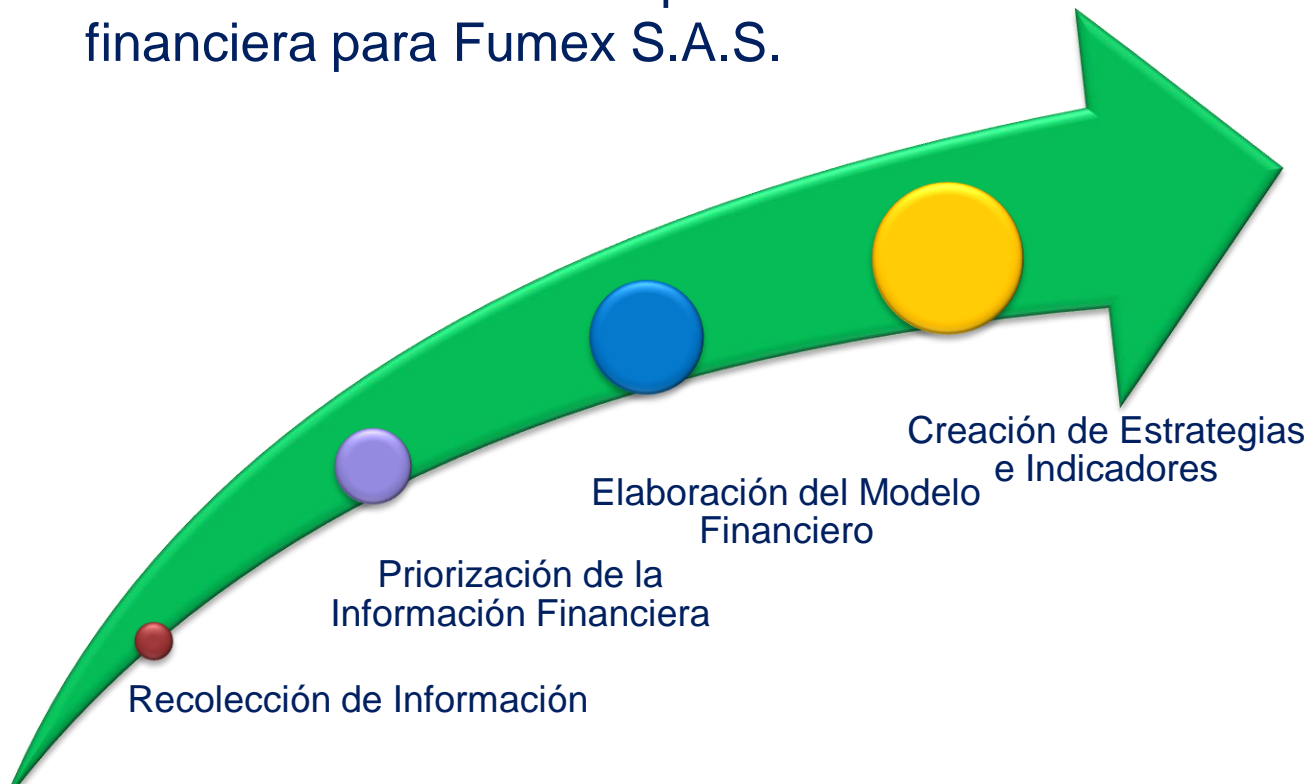 financiera para Fumex S.A.S.
Creación de Estrategias
e Indicadores
Elaboración del Modelo
Financiero
Priorización de la
Información Financiera
Recolección de Información